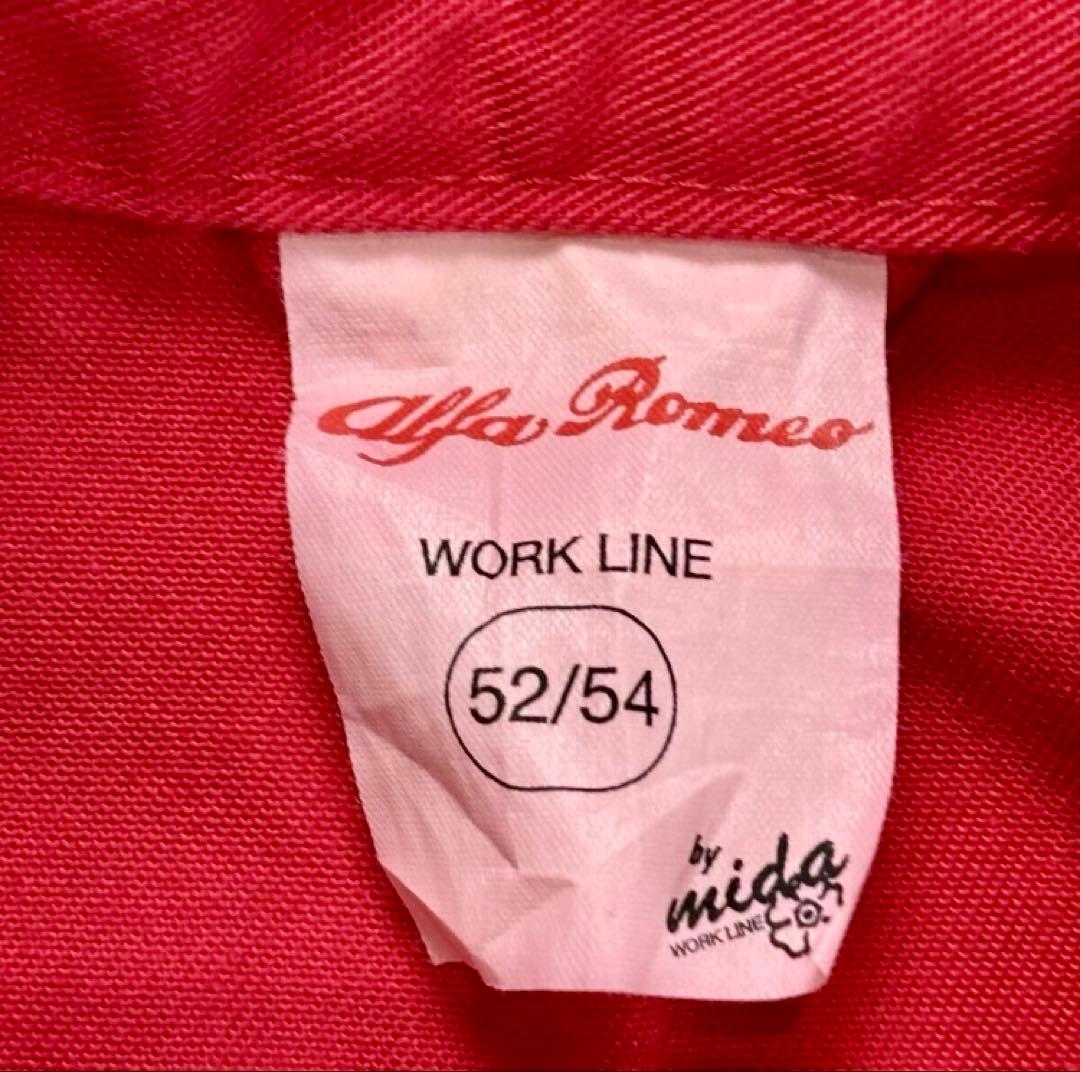 Alfa Romeo
WORK LINE
52/54
by
mida
WORK LINE